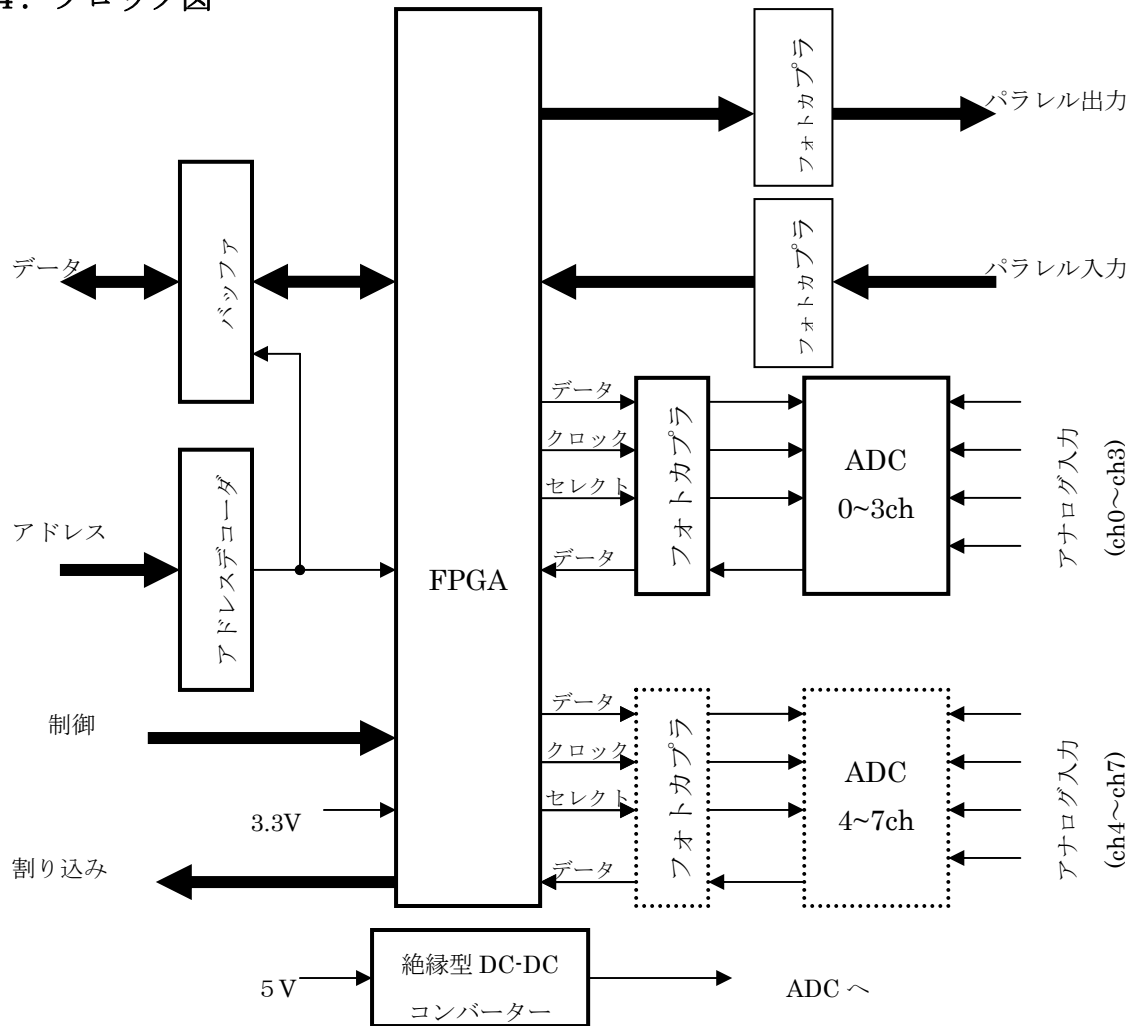 4. ブロック図
フォトカプラ
パラレル出力
フォトカプラ
パラレル入力
データ
バッファ
アドレス
アドレスデコーダ
FPGA
データ
クロック
セレクト
データ
フォトカプラ
ADC
0~3ch
アナログ入力
(ch0～ch3)
制御
3.3V
割り込み
データ
クロック
セレクト
データ
フォトカプラ
ADC
4~7ch
アナログ入力
(ch4～ch7)
５V
絶縁型 DC-DC
コンバーター
ADC へ